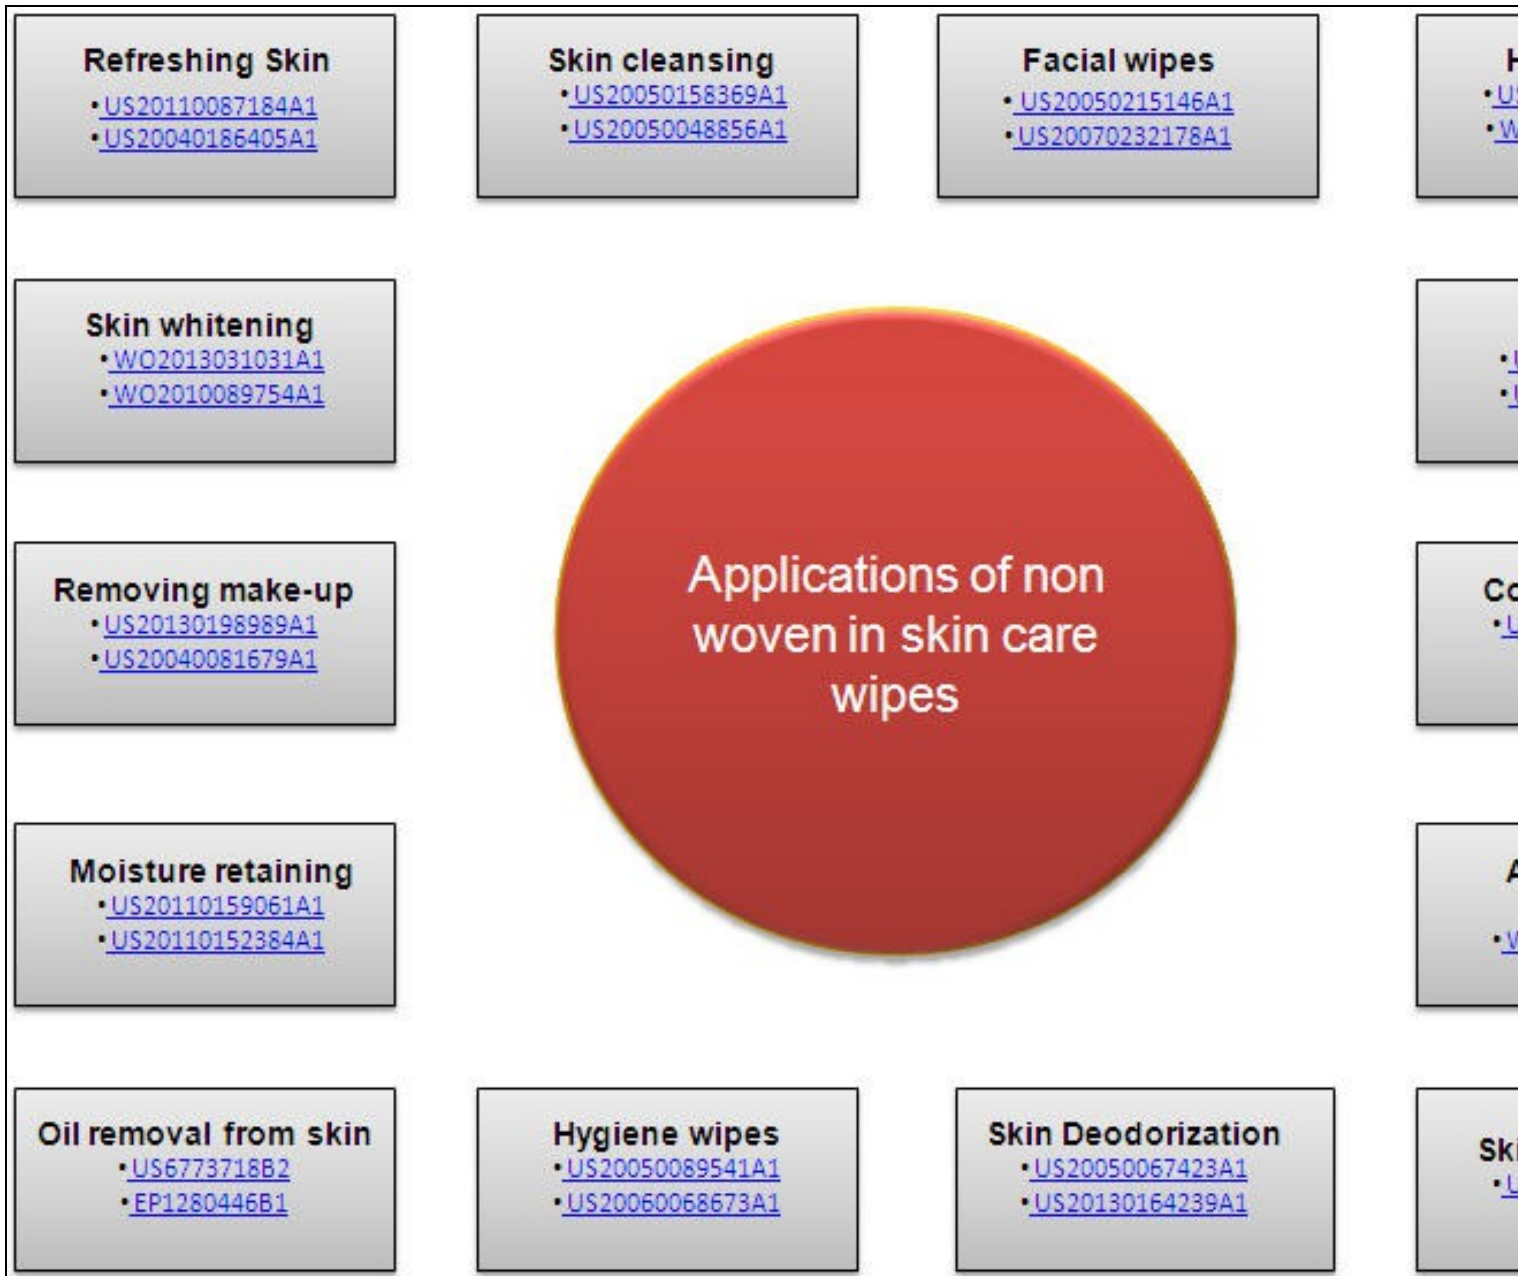 Refreshing Skin
• US20110087184A1
• US20040186405A1
Skin cleansing
• US20050158369A1
• US20050048856A1
Facial wipes
• US20050215146A1
• US20070232178A1
Skin whitening
• WO2013031031A1
• WO2010089754A1
Applications of non
woven in skin care
wipes
Removing make-up
• US20130198989A1
• US20040081679A1
Moisture retaining
• US20110159061A1
• US20110152384A1
Oil removal from skin
• US6773718B2
• EP1280446B1
Hygiene wipes
• US20050089541A1
• US20060068673A1
Skin Deodorization
• US20050067423A1
• US20130164239A1